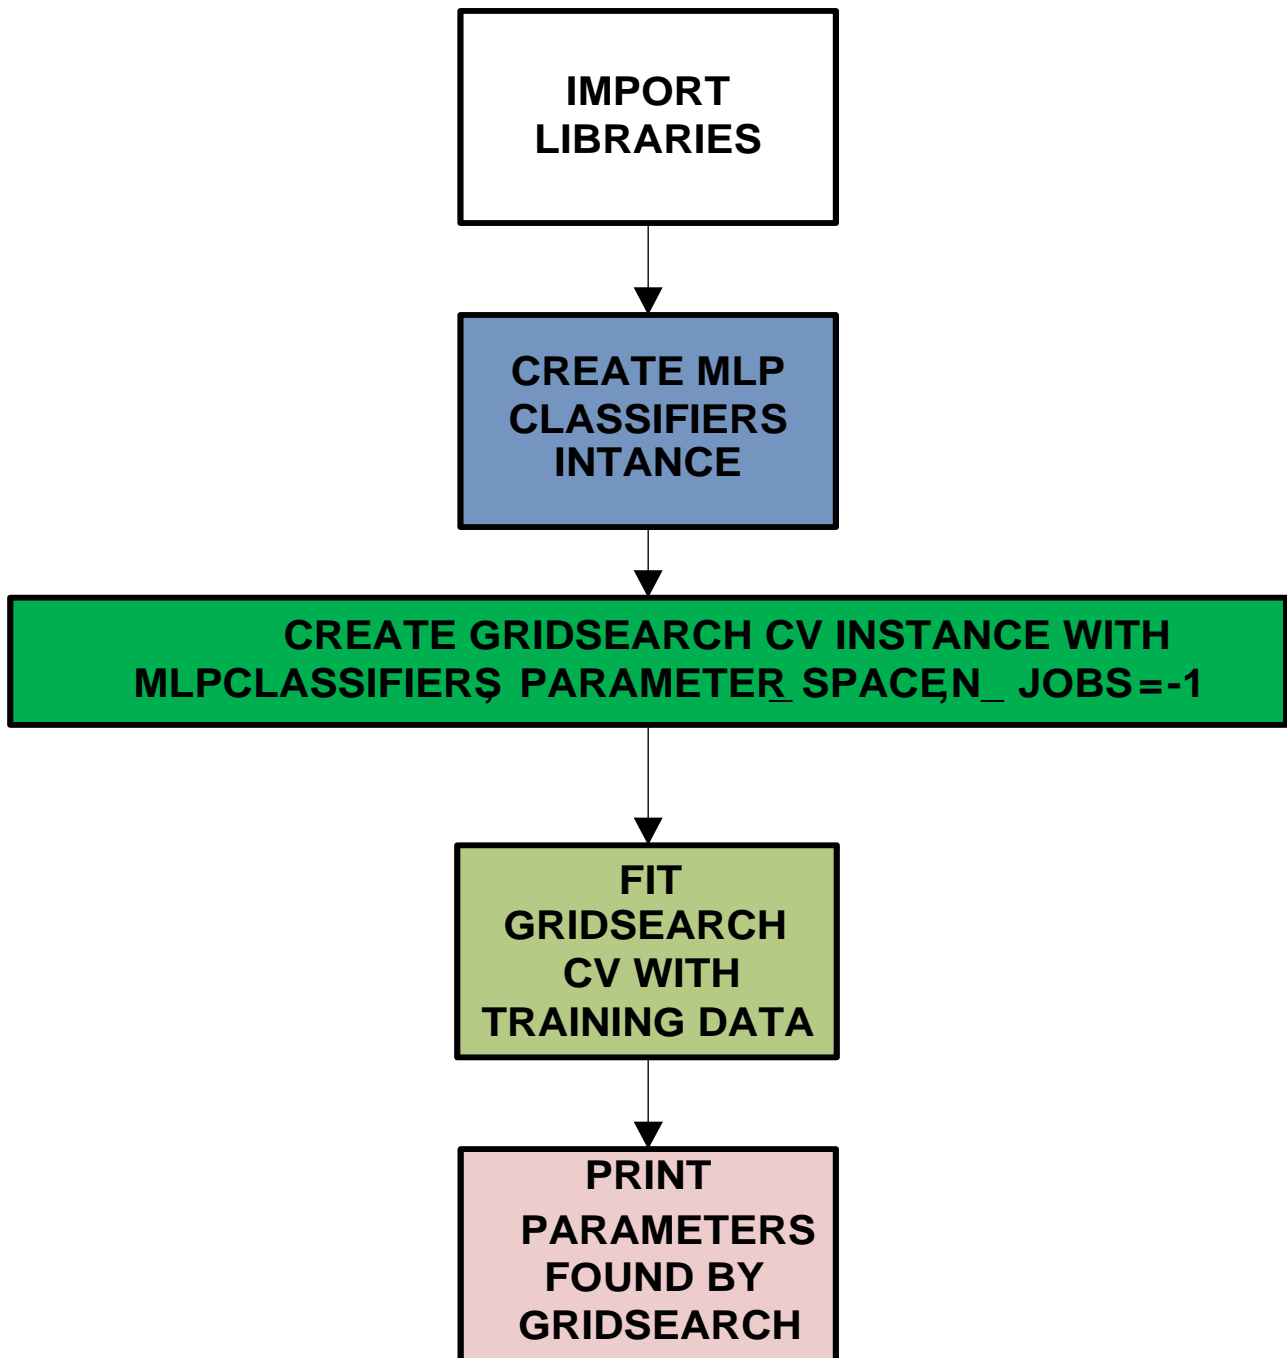 IMPORT
LIBRARIES
CREATE MLP
CLASSIFIERS
INTANCE
CREATE GRIDSEARCH CV INSTANCE WITH
MLPCLASSIFIERS, PARAMETER_ SPACE,N_ JOBS=-1
FIT
GRIDSEARCH
CV WITH
TRAINING DATA
PRINT
PARAMETERS
FOUND BY
GRIDSEARCH